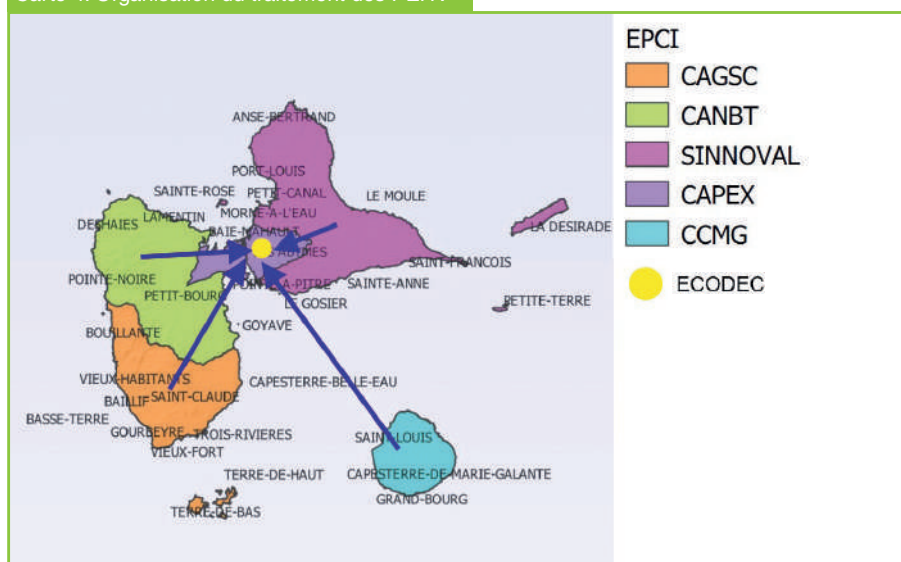 EPCI
CAGSC
CANBT
SINNOVAL
CAPEX
CCMG
ECODEC
ANSE-BERTRAND
PORT-LOUIS
SAINTE-ROSE
PETIT-CANAL
LE MOULE
LAMENTIN
MORNE-A-L'EAU
DESHAIES
BAIE-MAHAULT
LA DESIRADE
SAINT-FRANCOIS
POINTE-NOIRE
SAINTE-ANNE
PETIT-BOURG
LE GOSIER
PETITE-TERRE
GOYAVE
BOUILLANTE
VIEUX-HABITANTS
CAPESTERRE-BELLE-EAU
BAILLIF
SAINT-CLAUDE
BASSE-TERRE
GOURBEYRE
TROIS-RIVIERES
SAINT-LOUIS
VIEUX-FORT
TERRE-DE-HAUT
CAPESTERRE-DE-MARIE-GALANTE
GRAND-BOURG
TERRE-DE-BAS